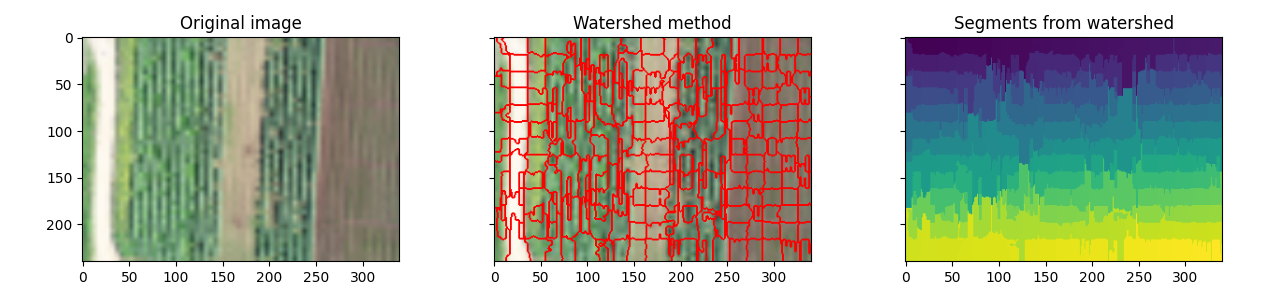 Original image
Watershed method
Segments from watershed
0
50
100
150
200
0 50 100 150 200 250 300
0 50 100 150 200 250 300
0 50 100 150 200 250 300